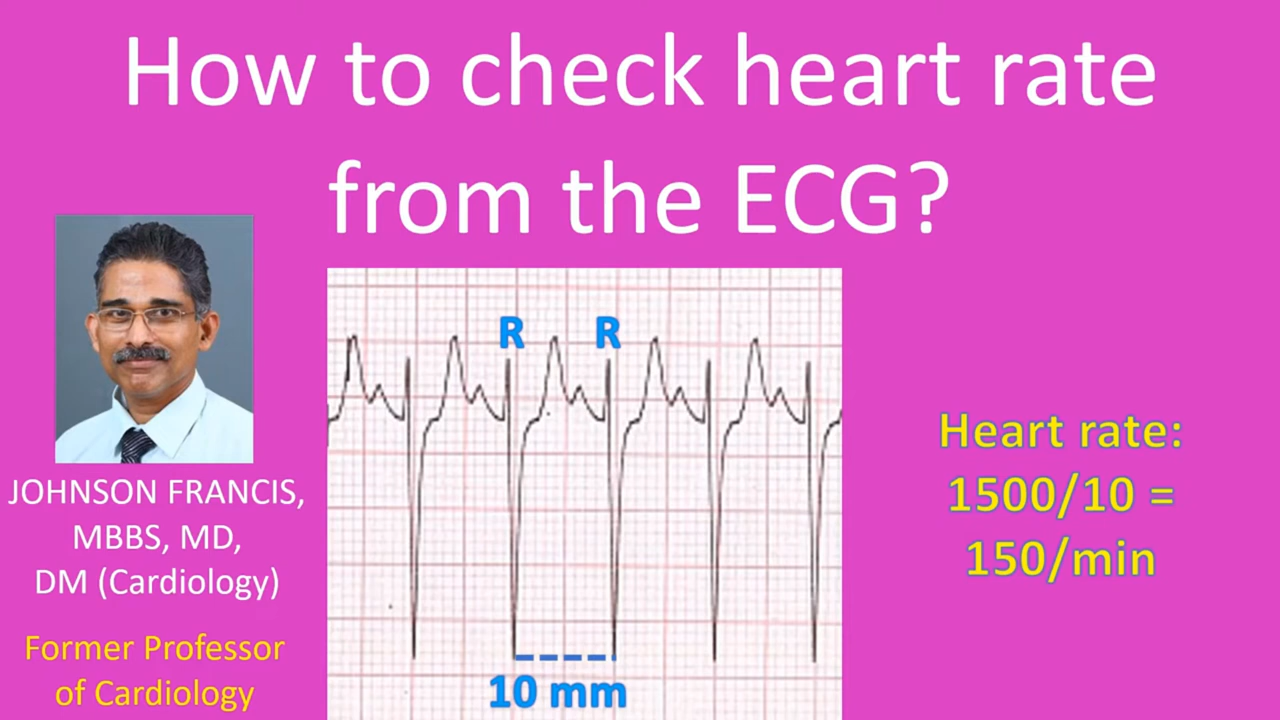 How to check heart rate
from the ECG?
JOHNSON FRANCIS,
MBBS, MD,
DM (Cardiology)
Former Professor
of Cardiology
R R
10 mm
Heart rate:
1500/10 =
150/min